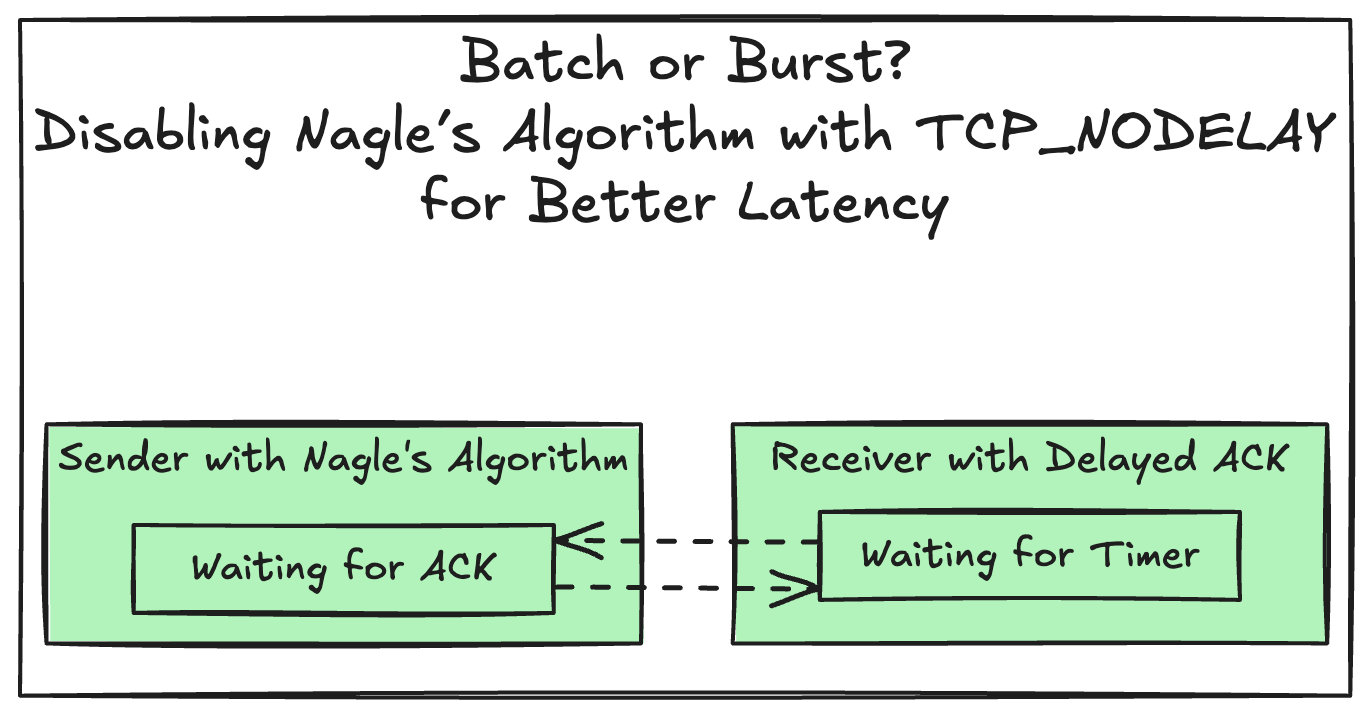 Batch or Burst?
Disabling Nagle's Algorithm with TCP_NODELAY
for Better Latency
Sender with Nagle's Algorithm
Waiting for ACK
Receiver with Delayed ACK
Waiting for Timer